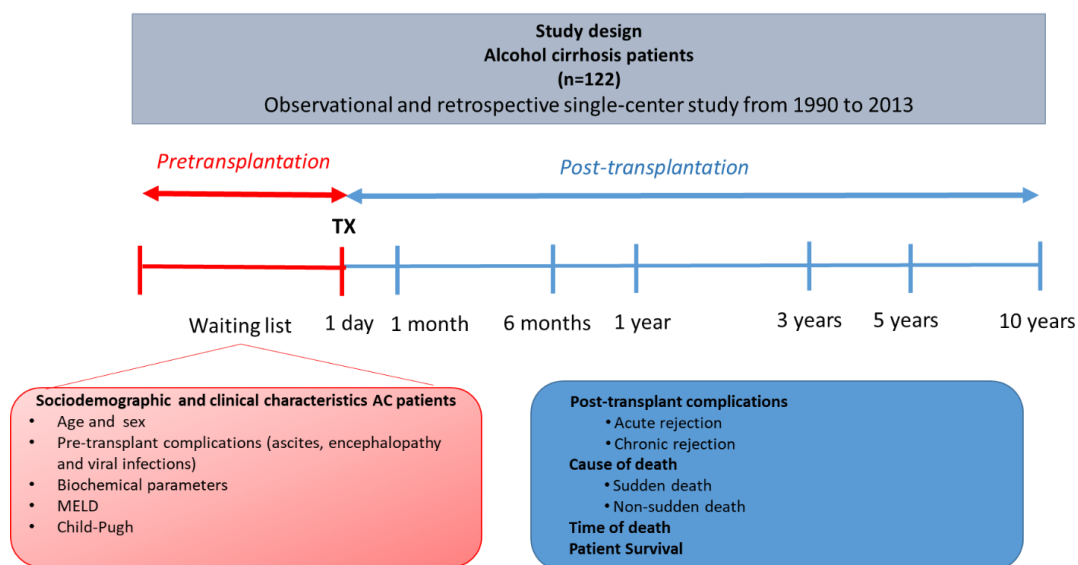 Study design
Alcohol cirrhosis patients
(n=122)
Observational and retrospective single-center study from 1990 to 2013
Pretransplantation
Post-transplantation
TX
Waiting list
1 day
1 month
6 months
1 year
3 years
5 years
10 years
Sociodemographic and clinical characteristics AC patients
• Age and sex
• Pre-transplant complications (ascites, encephalopathy
and viral infections)
• Biochemical parameters
• MELD
• Child-Pugh
Post-transplant complications
• Acute rejection
• Chronic rejection
Cause of death
• Sudden death
• Non-sudden death
Time of death
Patient Survival